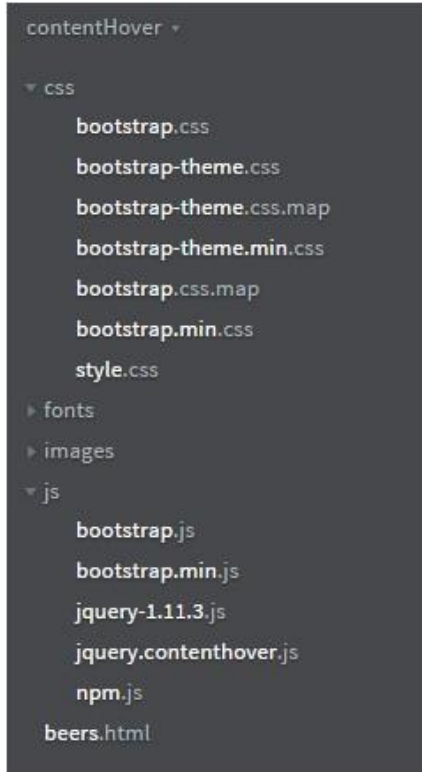 contentHover
css
bootstrap.css
bootstrap-theme.css
bootstrap-theme.css.map
bootstrap-theme.min.css
bootstrap.css.map
bootstrap.min.css
style.css
fonts
images
js
bootstrap.js
bootstrap.min.js
jquery-1.11.3.js
jquery.contenthover.js
npm.js
beers.html